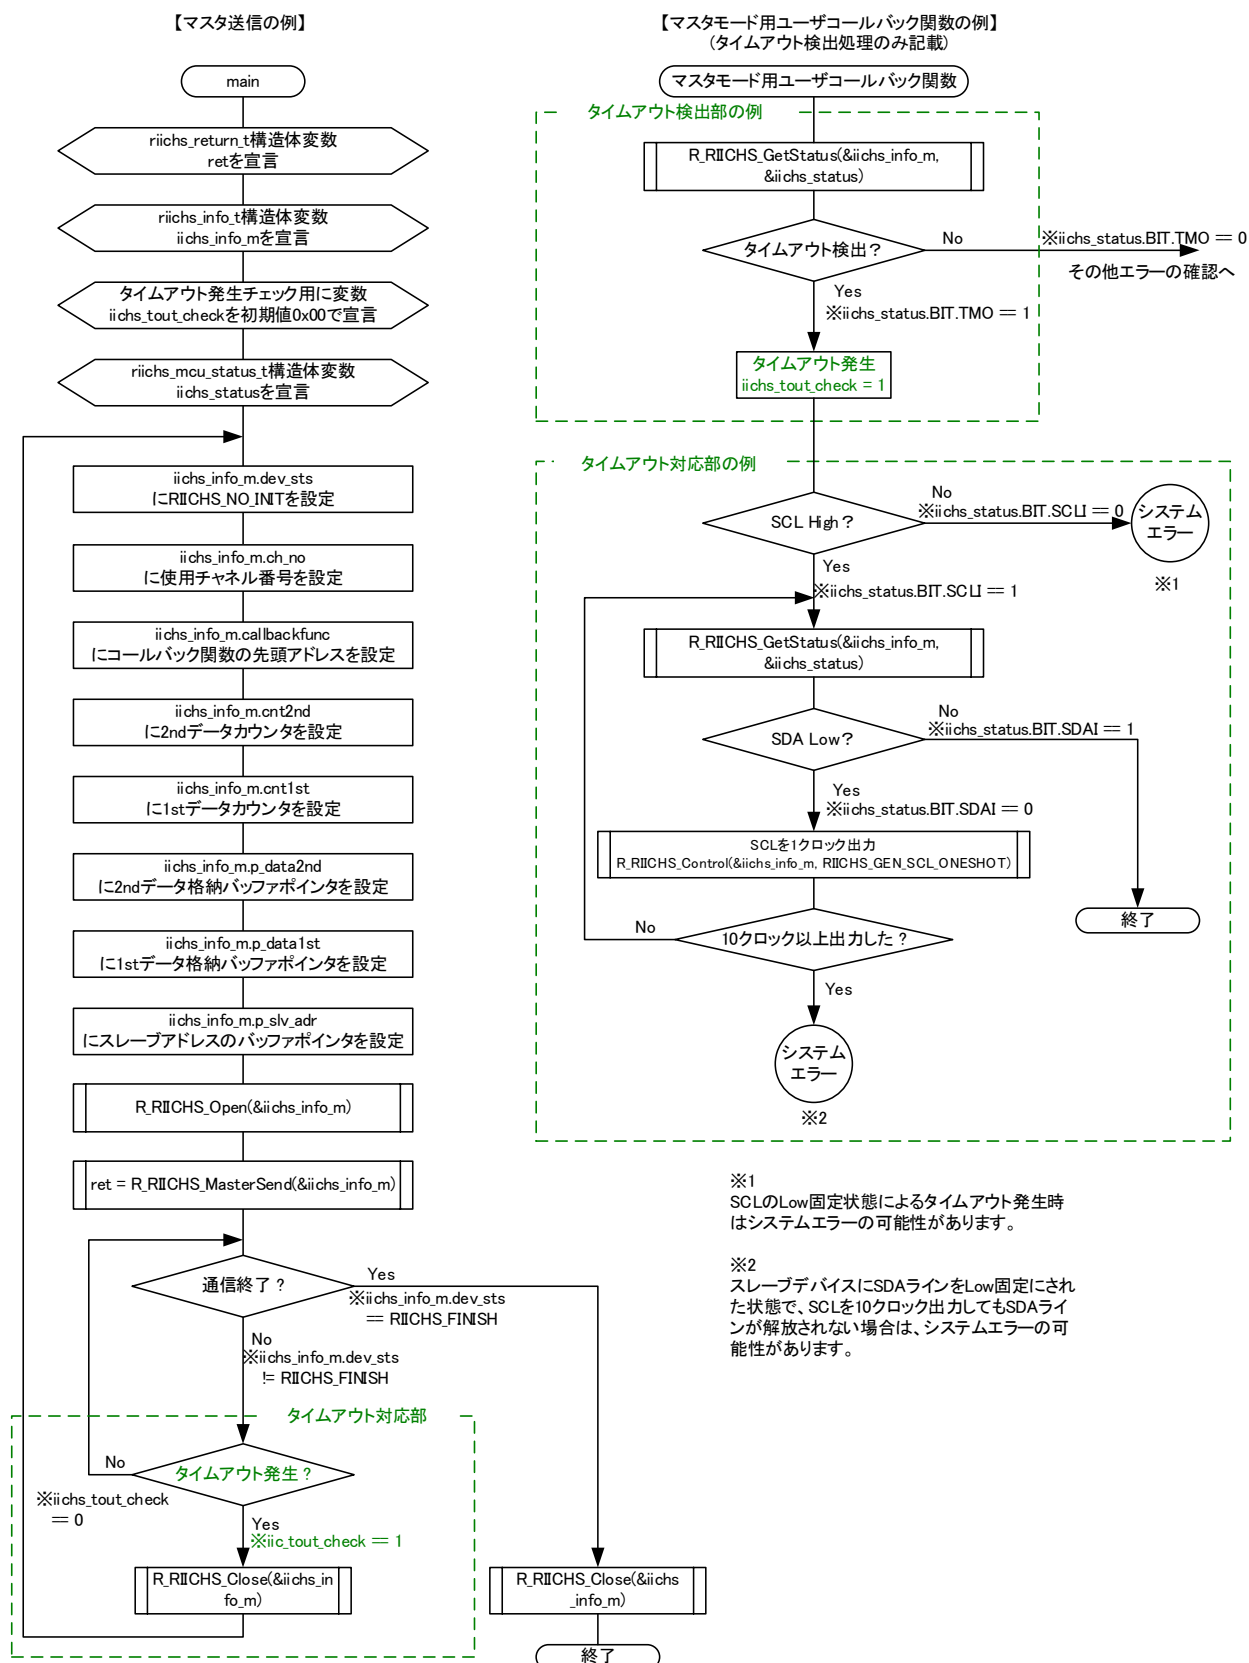 【マスタ送信の例】
main
riichs_return_t構造体変数
retを宣言
riichs_info_t構造体変数
iichs_info_mを宣言
タイムアウト発生チェック用に変数
iichs_tout_checkを初期値0x00で宣言
riichs_mcu_status_t構造体変数
iichs_statusを宣言
iichs_info_m.dev_sts
にRIICHS_NO_INITを設定
iichs_info_m.ch_no
に使用チャネル番号を設定
iichs_info_m.callbackfunc
にコールバック関数の先頭アドレスを設定
iichs_info_m.cnt2nd
に2ndデータカウンタを設定
iichs_info_m.cnt1st
に1stデータカウンタを設定
iichs_info_m.p_data2nd
に2ndデータ格納バッファポインタを設定
iichs_info_m.p_data1st
に1stデータ格納バッファポインタを設定
iichs_info_m.p_slv_adr
にスレーブアドレスのバッファポインタを設定
R_RIICHS_Open(&iichs_info_m)
ret = R_RIICHS_MasterSend(&iichs_info_m)
通信終了？
Yes
※iichs_info_m.dev_sts
== RIICHS_FINISH
No
※iichs_info_m.dev_sts
!= RIICHS_FINISH
タイムアウト対応部
タイムアウト発生？
No
※iichs_tout_check
== 0
Yes
※iic_tout_check == 1
R_RIICHS_Close(&iichs_in
fo_m)
R_RIICHS_Close(&iichs
_info_m)
終了
【マスタモード用ユーザコールバック関数の例】
(タイムアウト検出処理のみ記載)
マスタモード用ユーザコールバック関数
タイムアウト検出部の例
R_RIICHS_GetStatus(&iichs_info_m,
&iichs_status)
タイムアウト検出？
No
※iichs_status.BIT.TMO == 0
その他エラーの確認へ
Yes
※iichs_status.BIT.TMO == 1
タイムアウト発生
iichs_tout_check = 1
タイムアウト対応部の例
SCL High？
No
※iichs_status.BIT.SCLI == 0
システム
エラー
※1
Yes
※iichs_status.BIT.SCLI == 1
R_RIICHS_GetStatus(&iichs_info_m,
&iichs_status)
SDA Low？
No
※iichs_status.BIT.SDAI == 1
Yes
※iichs_status.BIT.SDAI == 0
SCLを1クロック出力
R_RIICHS_Control(&iichs_info_m, RIICHS_GEN_SCL_ONESHOT)
終了
10クロック以上出力した？
No
Yes
システム
エラー
※2
※1
SCLのLow固定状態によるタイムアウト発生時
はシステムエラーの可能性があります。
※2
スレーブデバイスにSDAラインをLow固定にされ
た状態で、SCLを10クロック出力してもSDAライ
ンが解放されない場合は、システムエラーの可
能性があります。